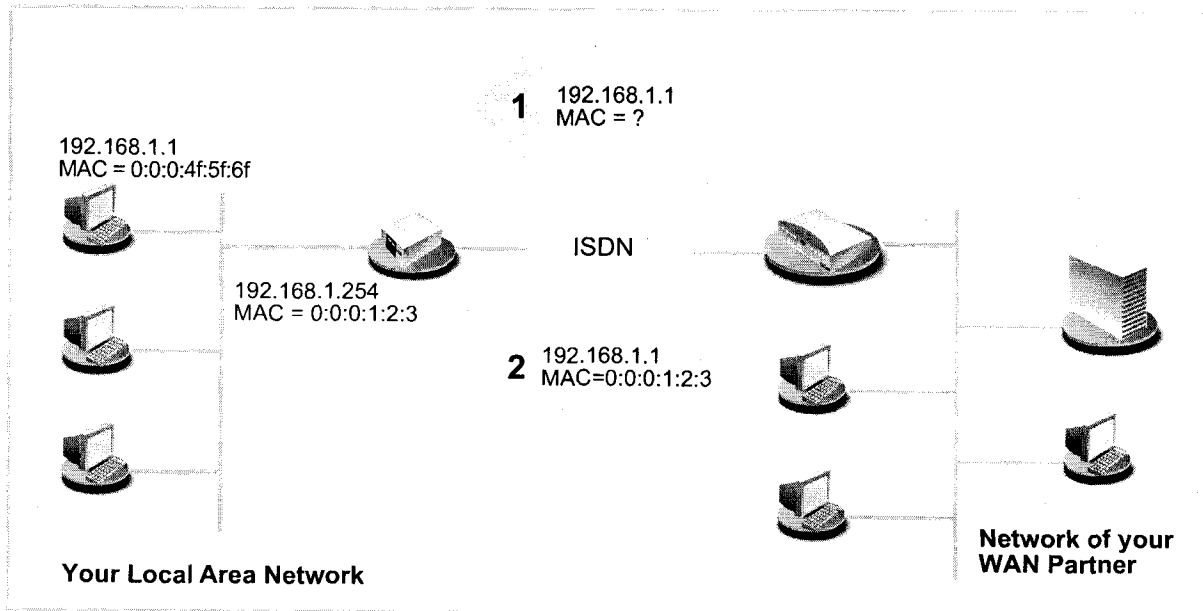 1
192.168.1.1
MAC = ?
192.168.1.1
MAC = 0:0:0:4f:5f:6f
ISDN
192.168.1.254
MAC = 0:0:0:1:2:3
2
192.168.1.1
MAC=0:0:0:1:2:3
Your Local Area Network
Network of your
WAN Partner